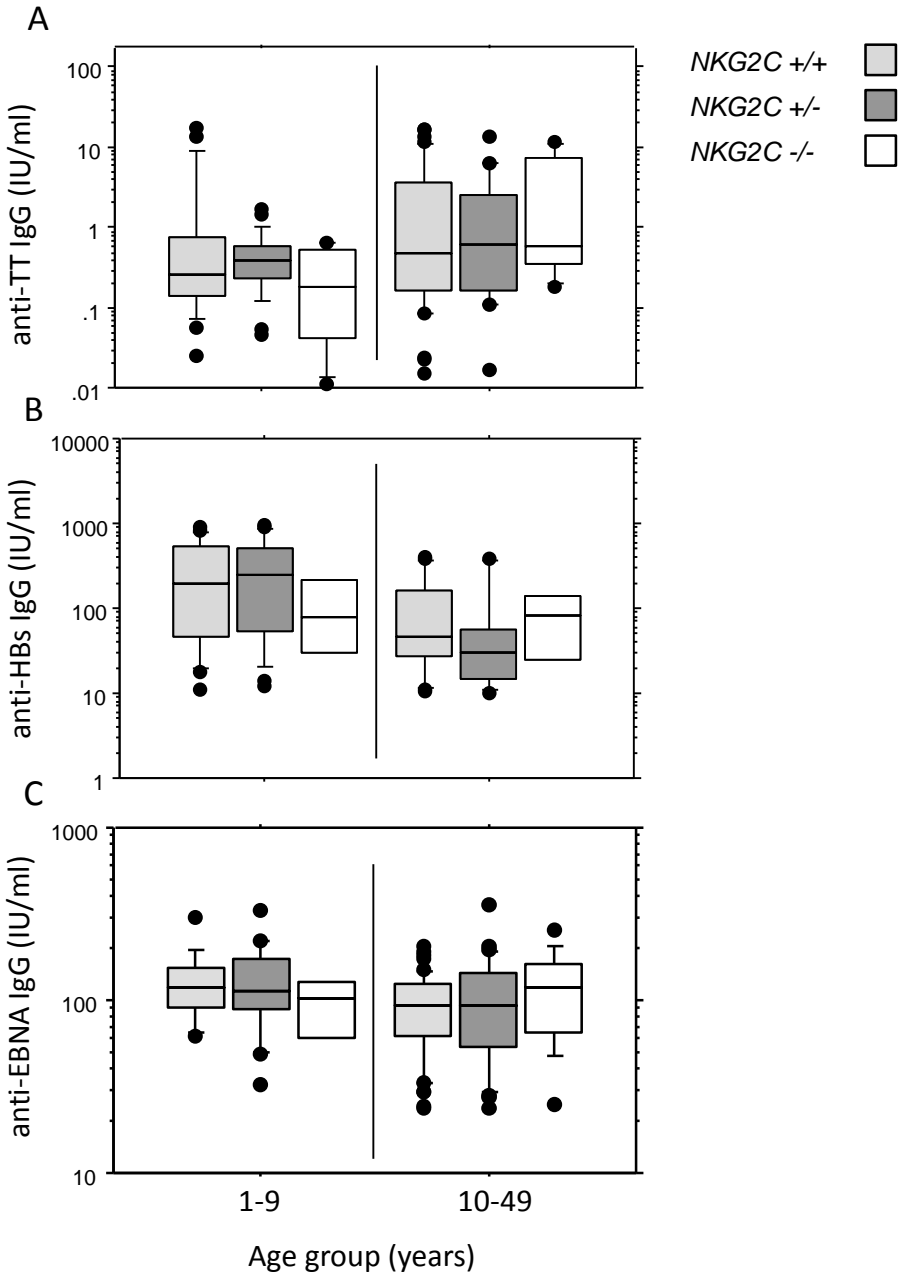 A
NKG2C +/+
NKG2C +/-
NKG2C -/-
anti-TT IgG (IU/ml)
100
10
1
.1
.01
B
anti-HBs IgG (IU/ml)
10000
1000
100
10
1
C
anti-EBNA IgG (IU/ml)
1000
100
10
1-9 10-49
Age group (years)